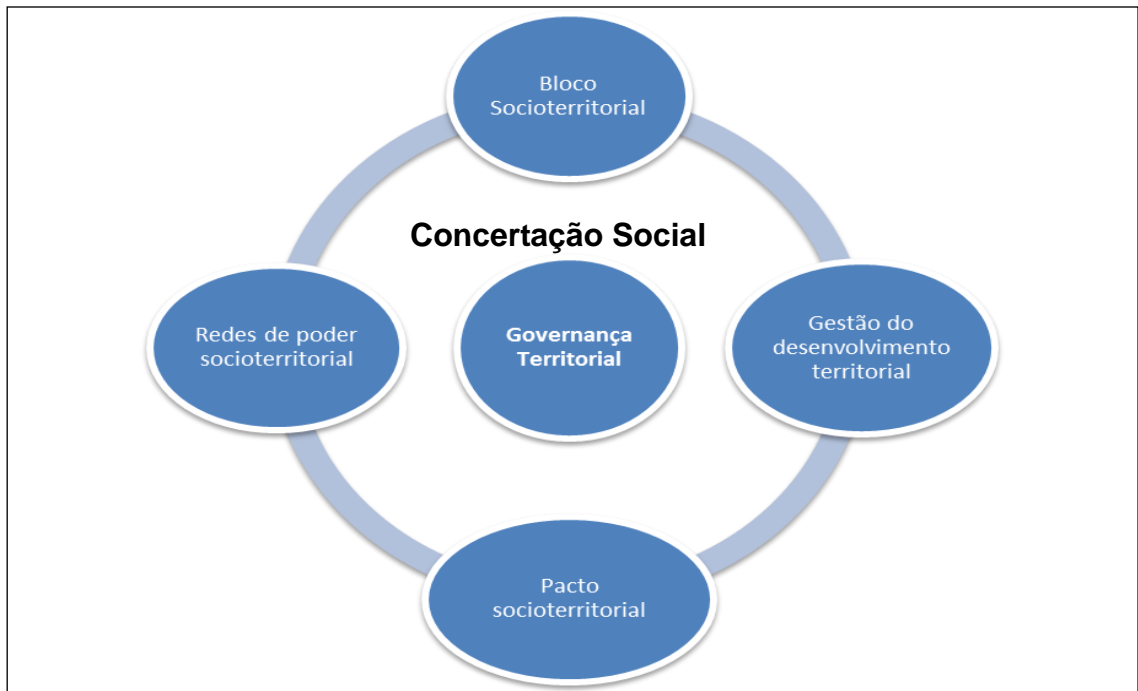 Bloco
Socioterritorial
Concertação Social
Redes de poder
socioterritorial
Governança
Territorial
Gestão do
desenvolvimento
territorial
Pacto
socioterritorial